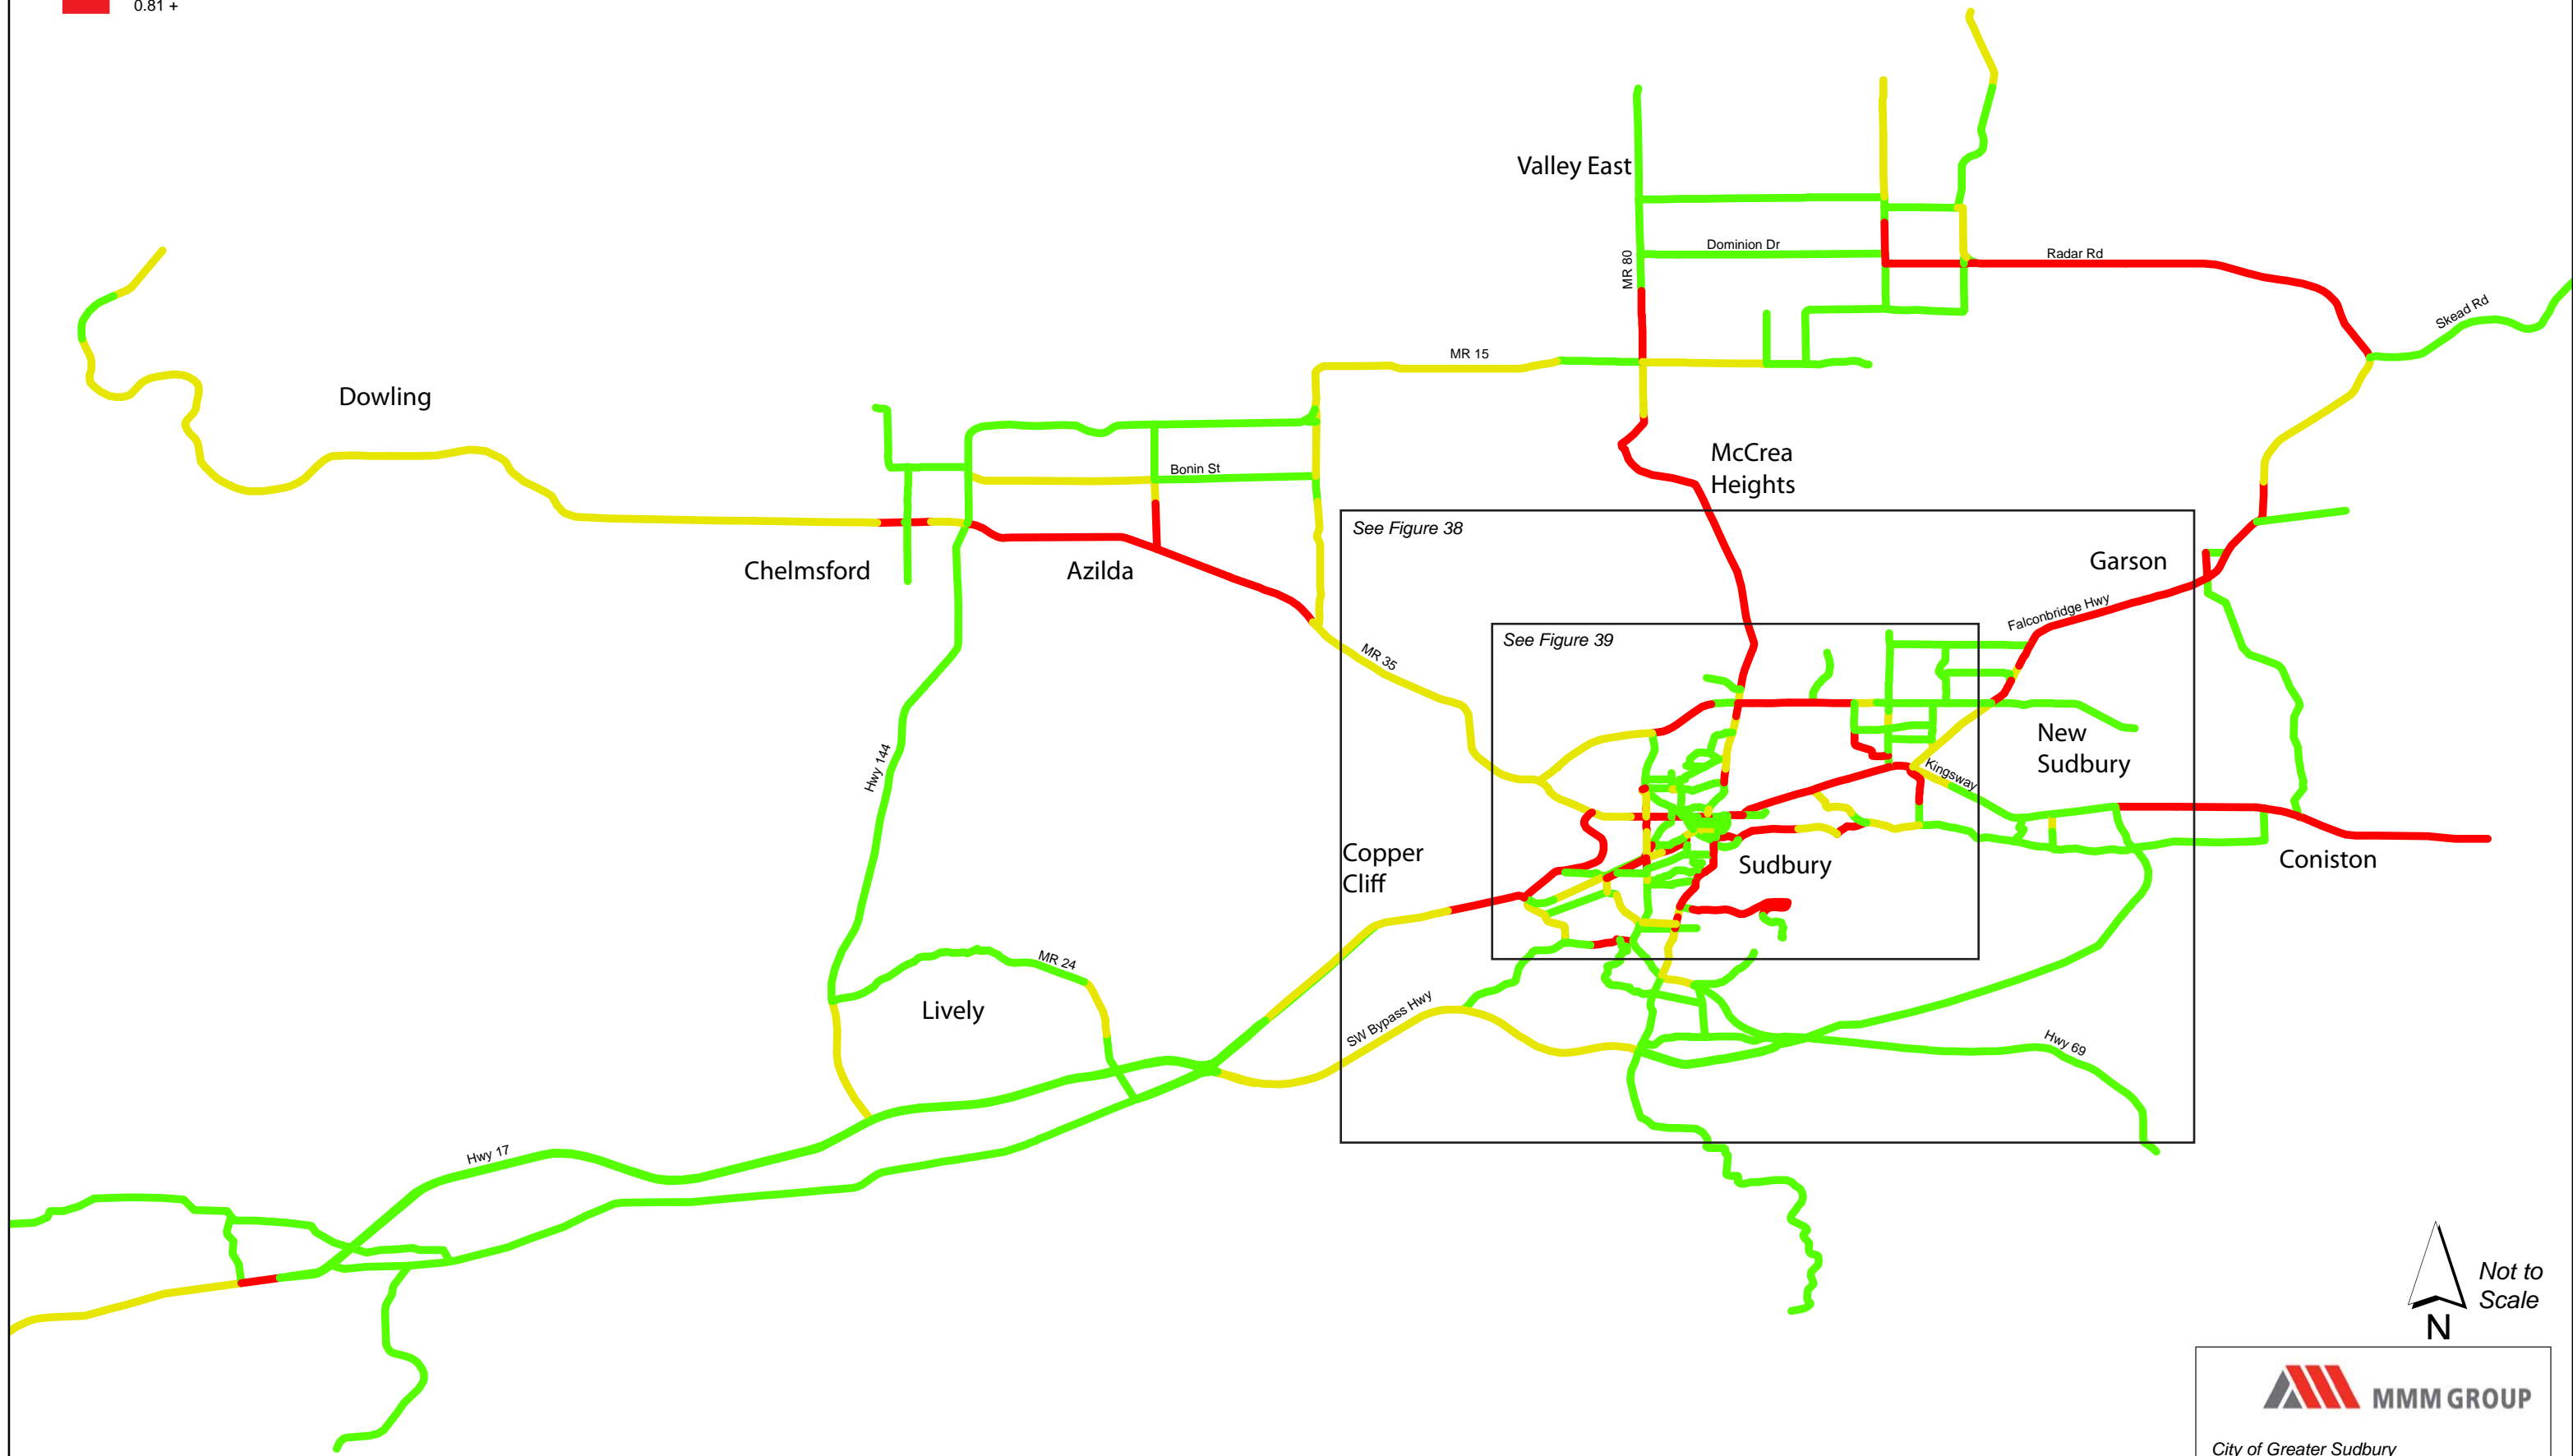 0.81 +
Valley East
Dominion Dr
MR 80
Radar Rd
Skead Rd
MR 15
Dowling
McCrea
Heights
Bonin St
See Figure 38
Chelmsford
Azilda
Garson
Falconbridge Hwy
See Figure 39
MR 35
New
Sudbury
Kingsway
Hwy 144
Copper
Cliff
Sudbury
Coniston
MR 24
Lively
SW Bypass Hwy
Hwy 69
Hwy 17
Not to
Scale
N
MMM GROUP
City of Greater Sudbury